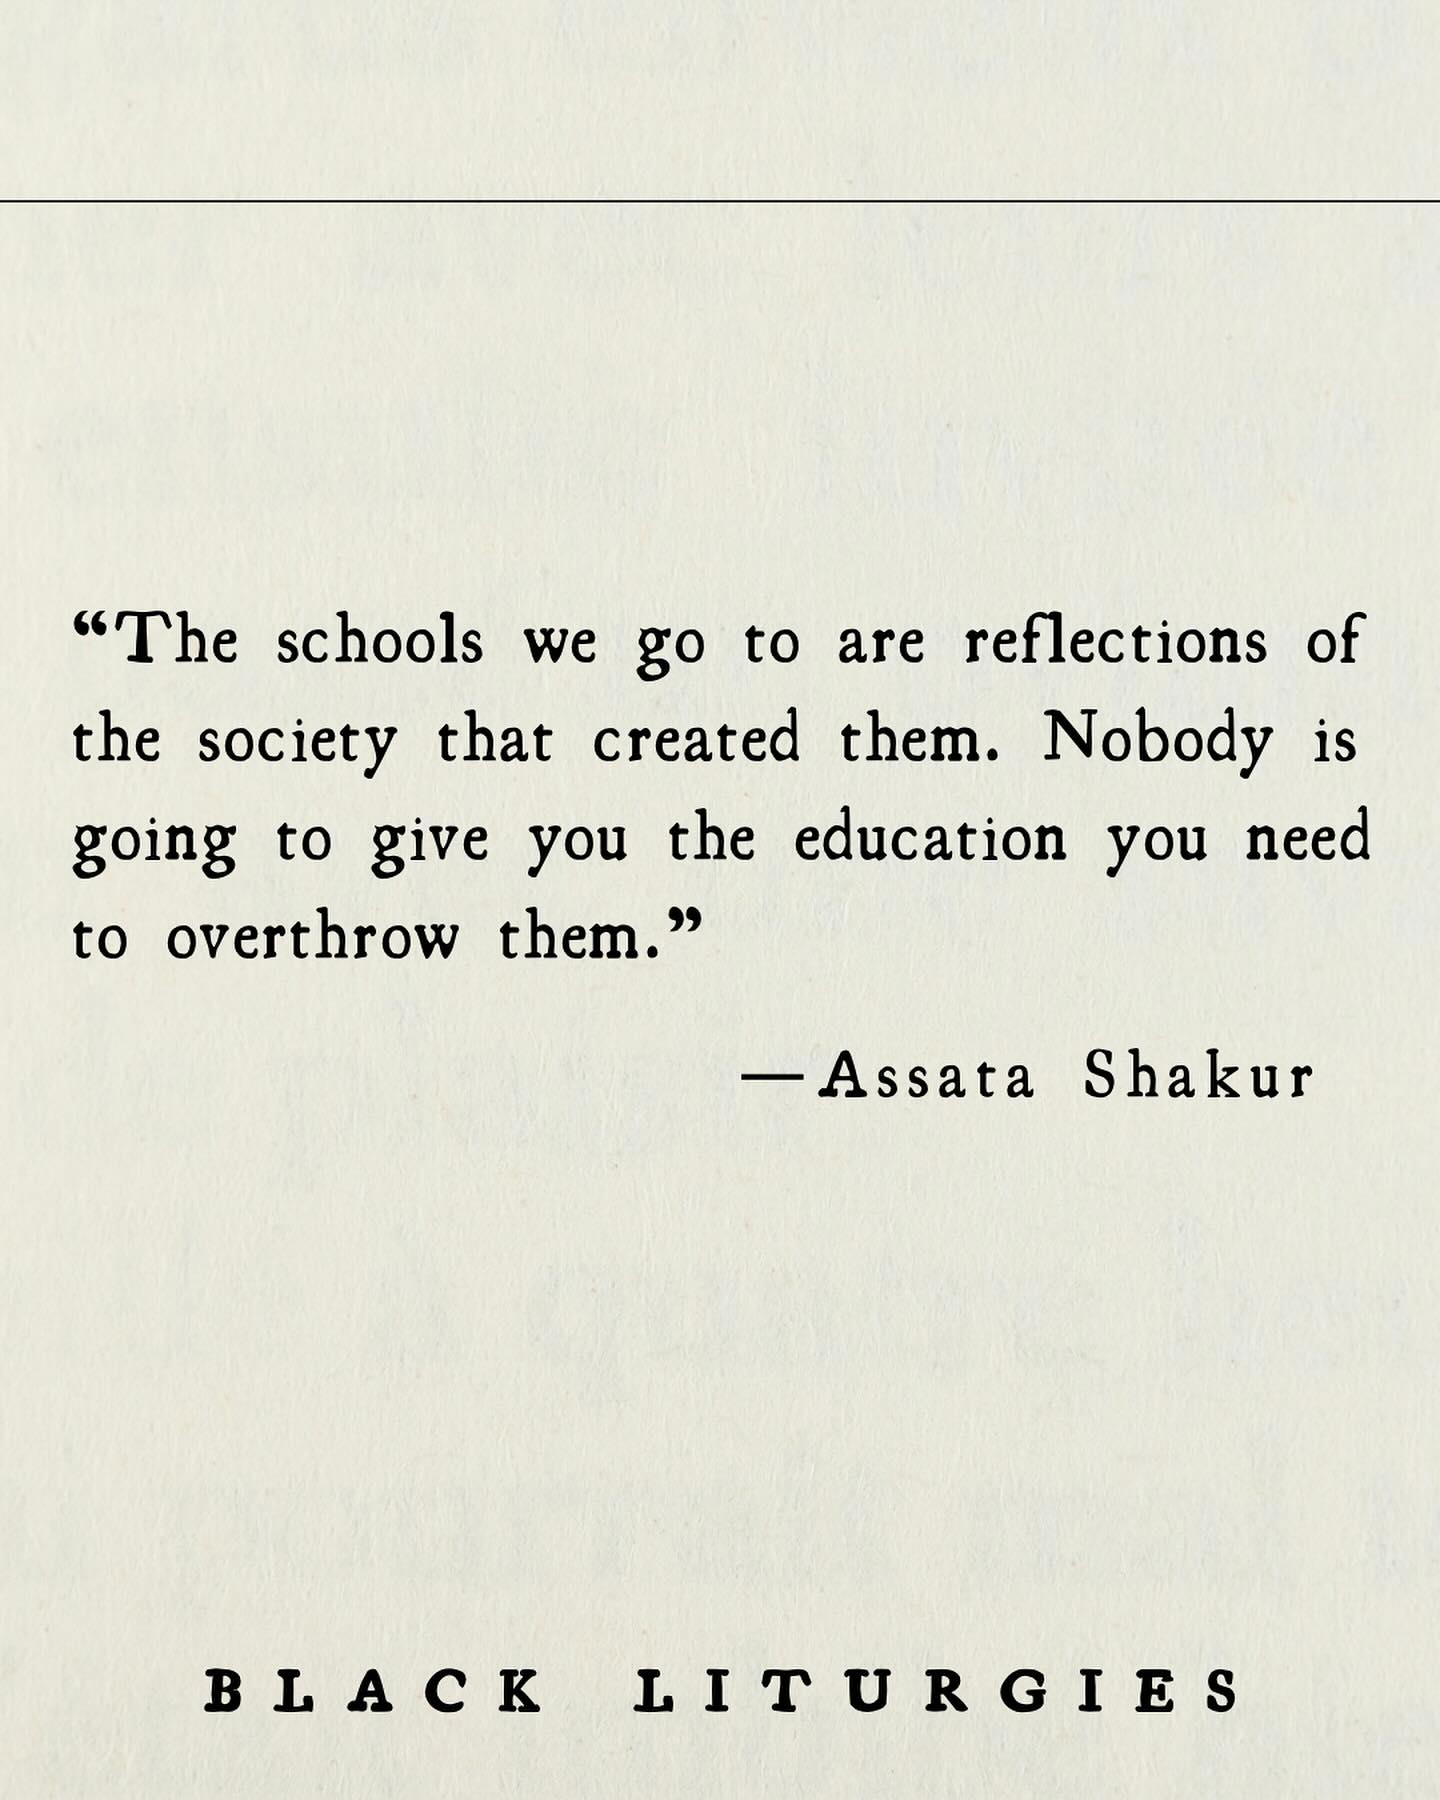 “The schools we go to are reflections of
the society that created them. Nobody is
going to give you the education you need
to overthrow them.”
—Assata Shakur
BLACK LITURGIES